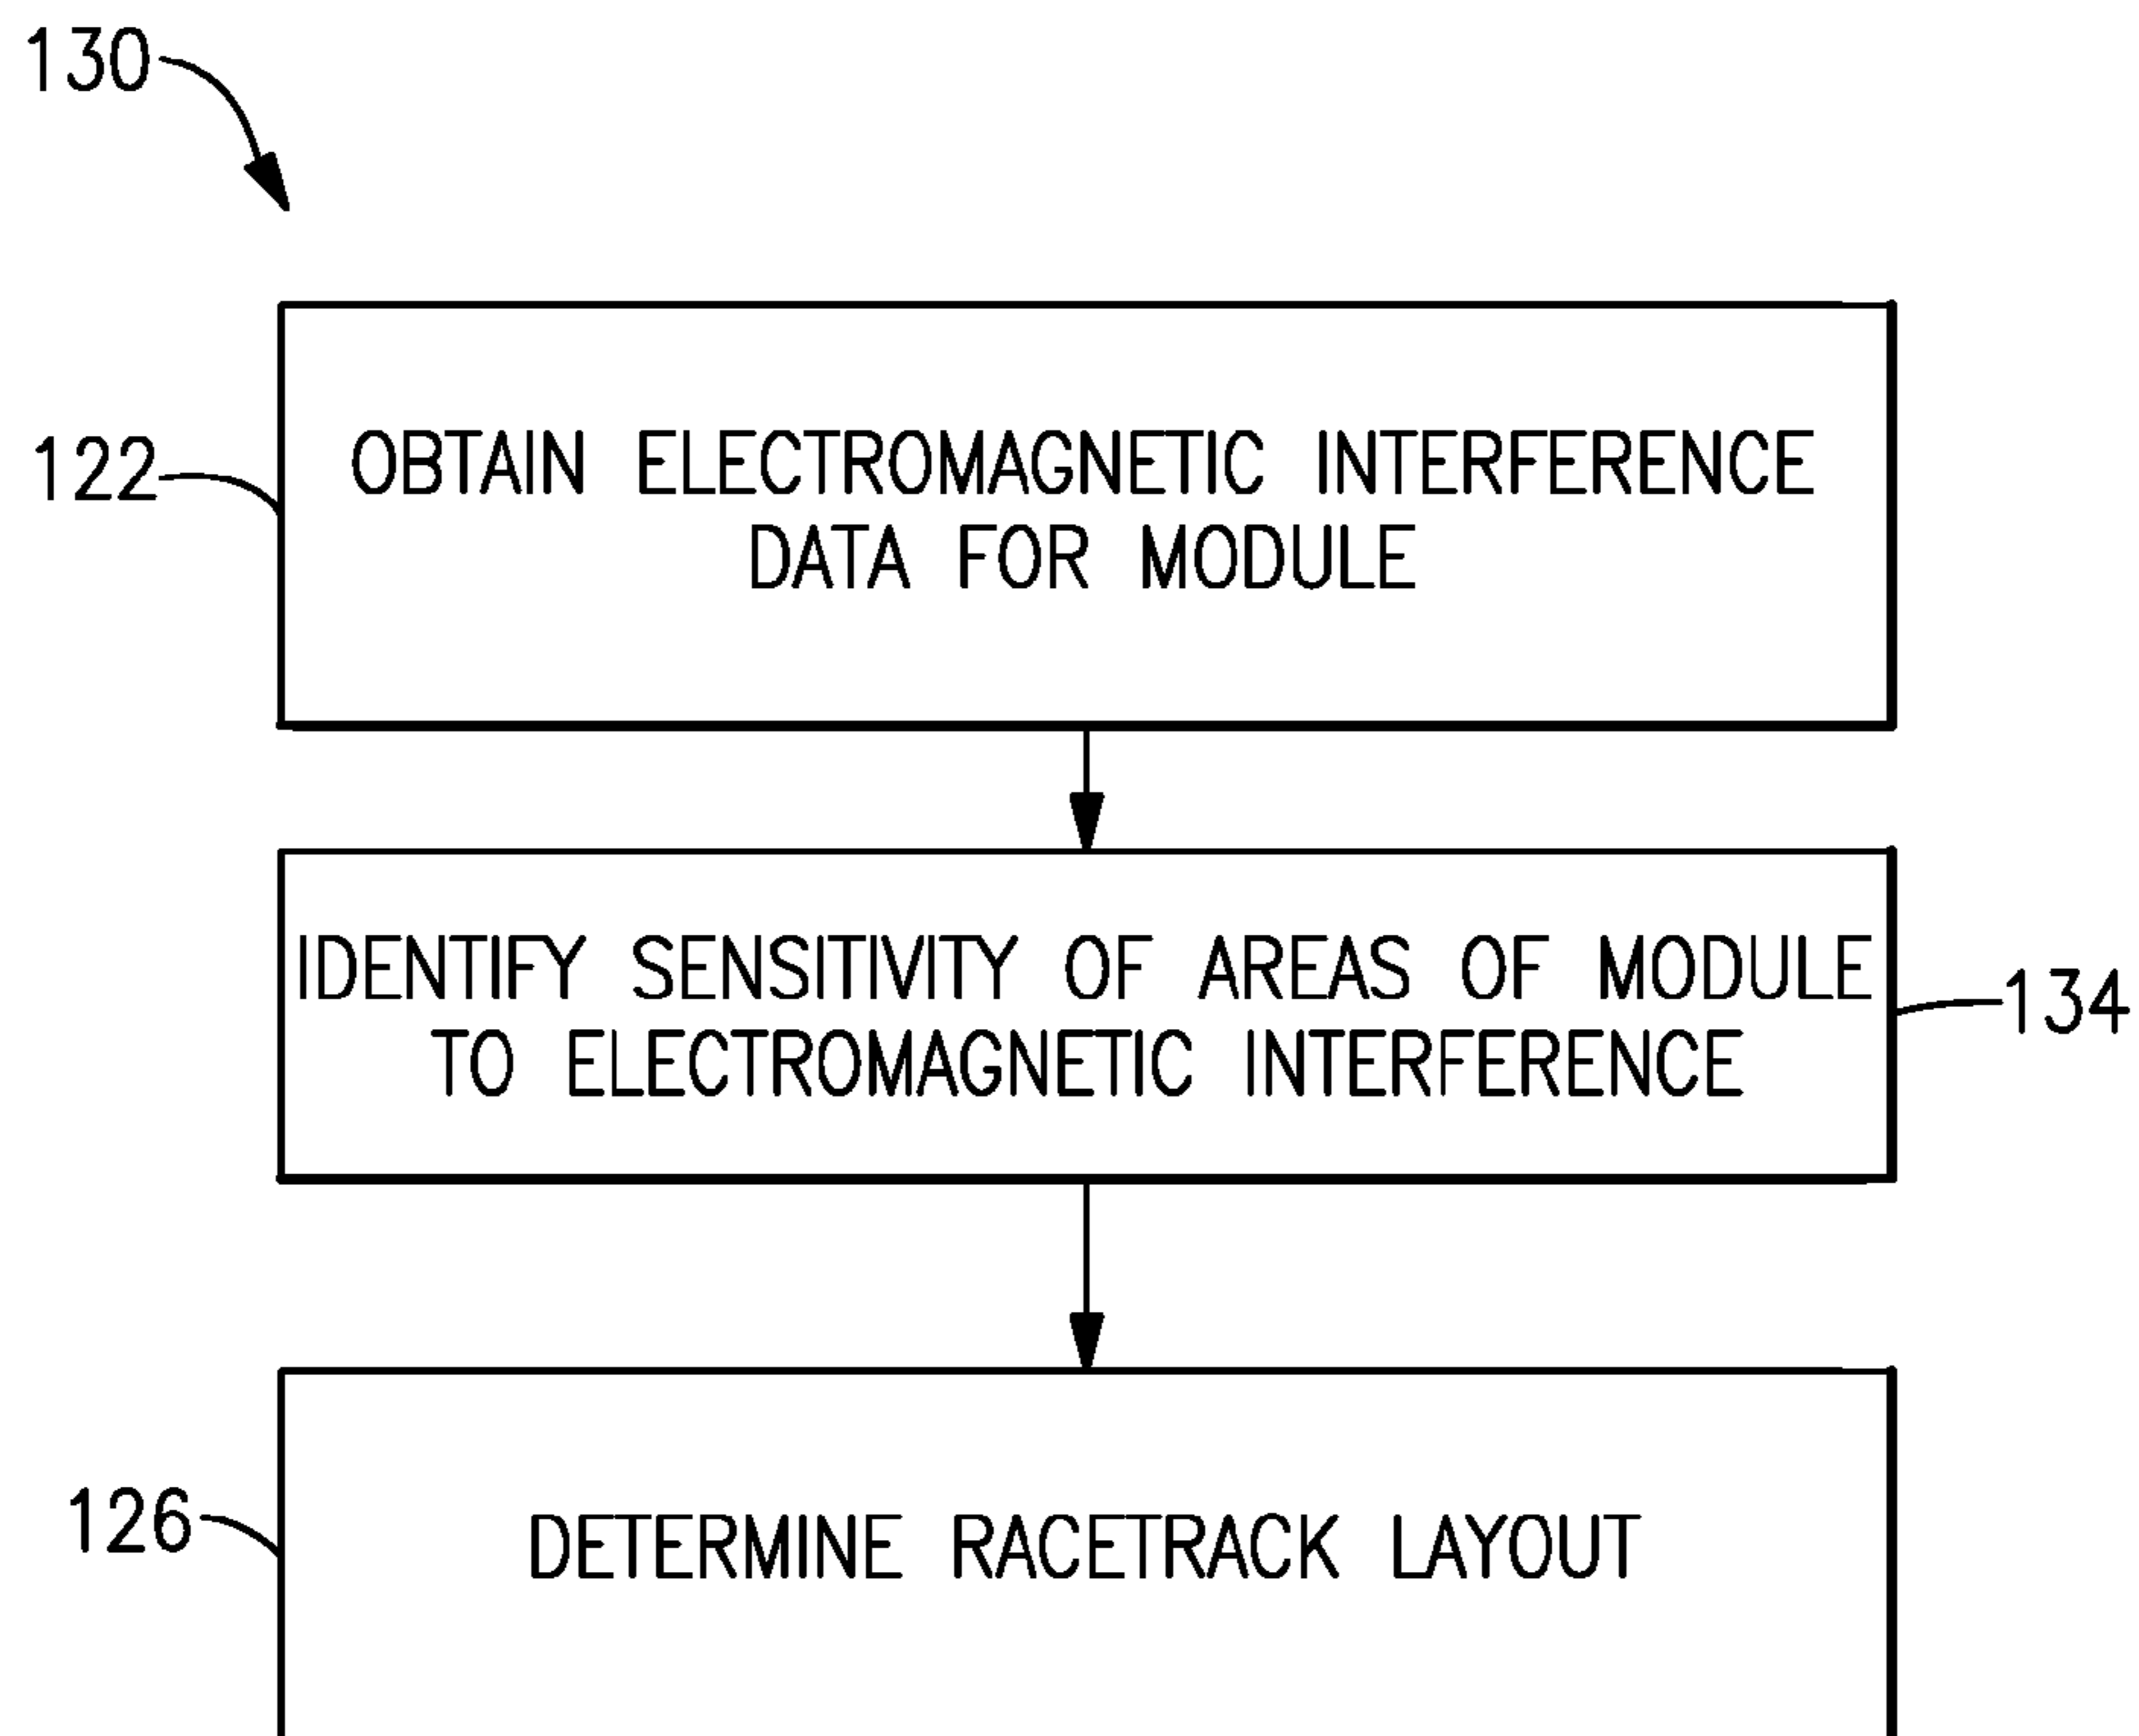 130
122
OBTAIN ELECTROMAGNETIC INTERFERENCE
DATA FOR MODULE
IDENTIFY SENSITIVITY OF AREAS OF MODULE
TO ELECTROMAGNETIC INTERFERENCE
134
126
DETERMINE RACETRACK LAYOUT